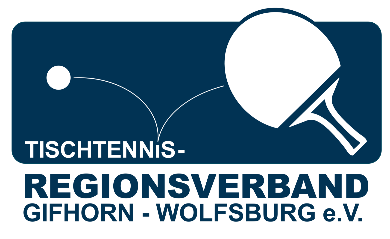 TISCHTENNiS-
REGIONSVERBAND
GIFHORN - WOLFSBURG e.V.